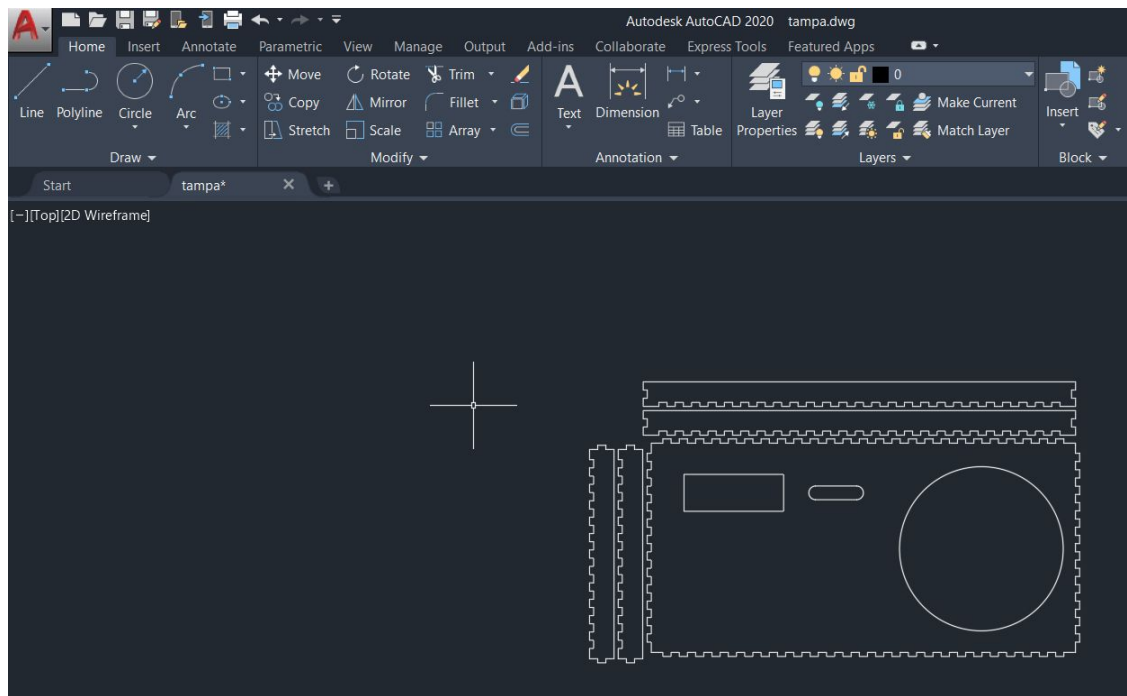 Autodesk AutoCAD 2020 tampa.dwg
Home Insert Annotate Parametric View Manage Output Add-ins Collaborate Express Tools Featured Apps
Line Polyline Circle Arc
Move Rotate Trim
Copy Mirror Fillet
Stretch Scale Array
Text Dimension
Table
Layer Properties
0
Make Current
Match Layer
Insert
Draw Modify Annotation Layers Block
Start tampa*
[−][Top][2D Wireframe]